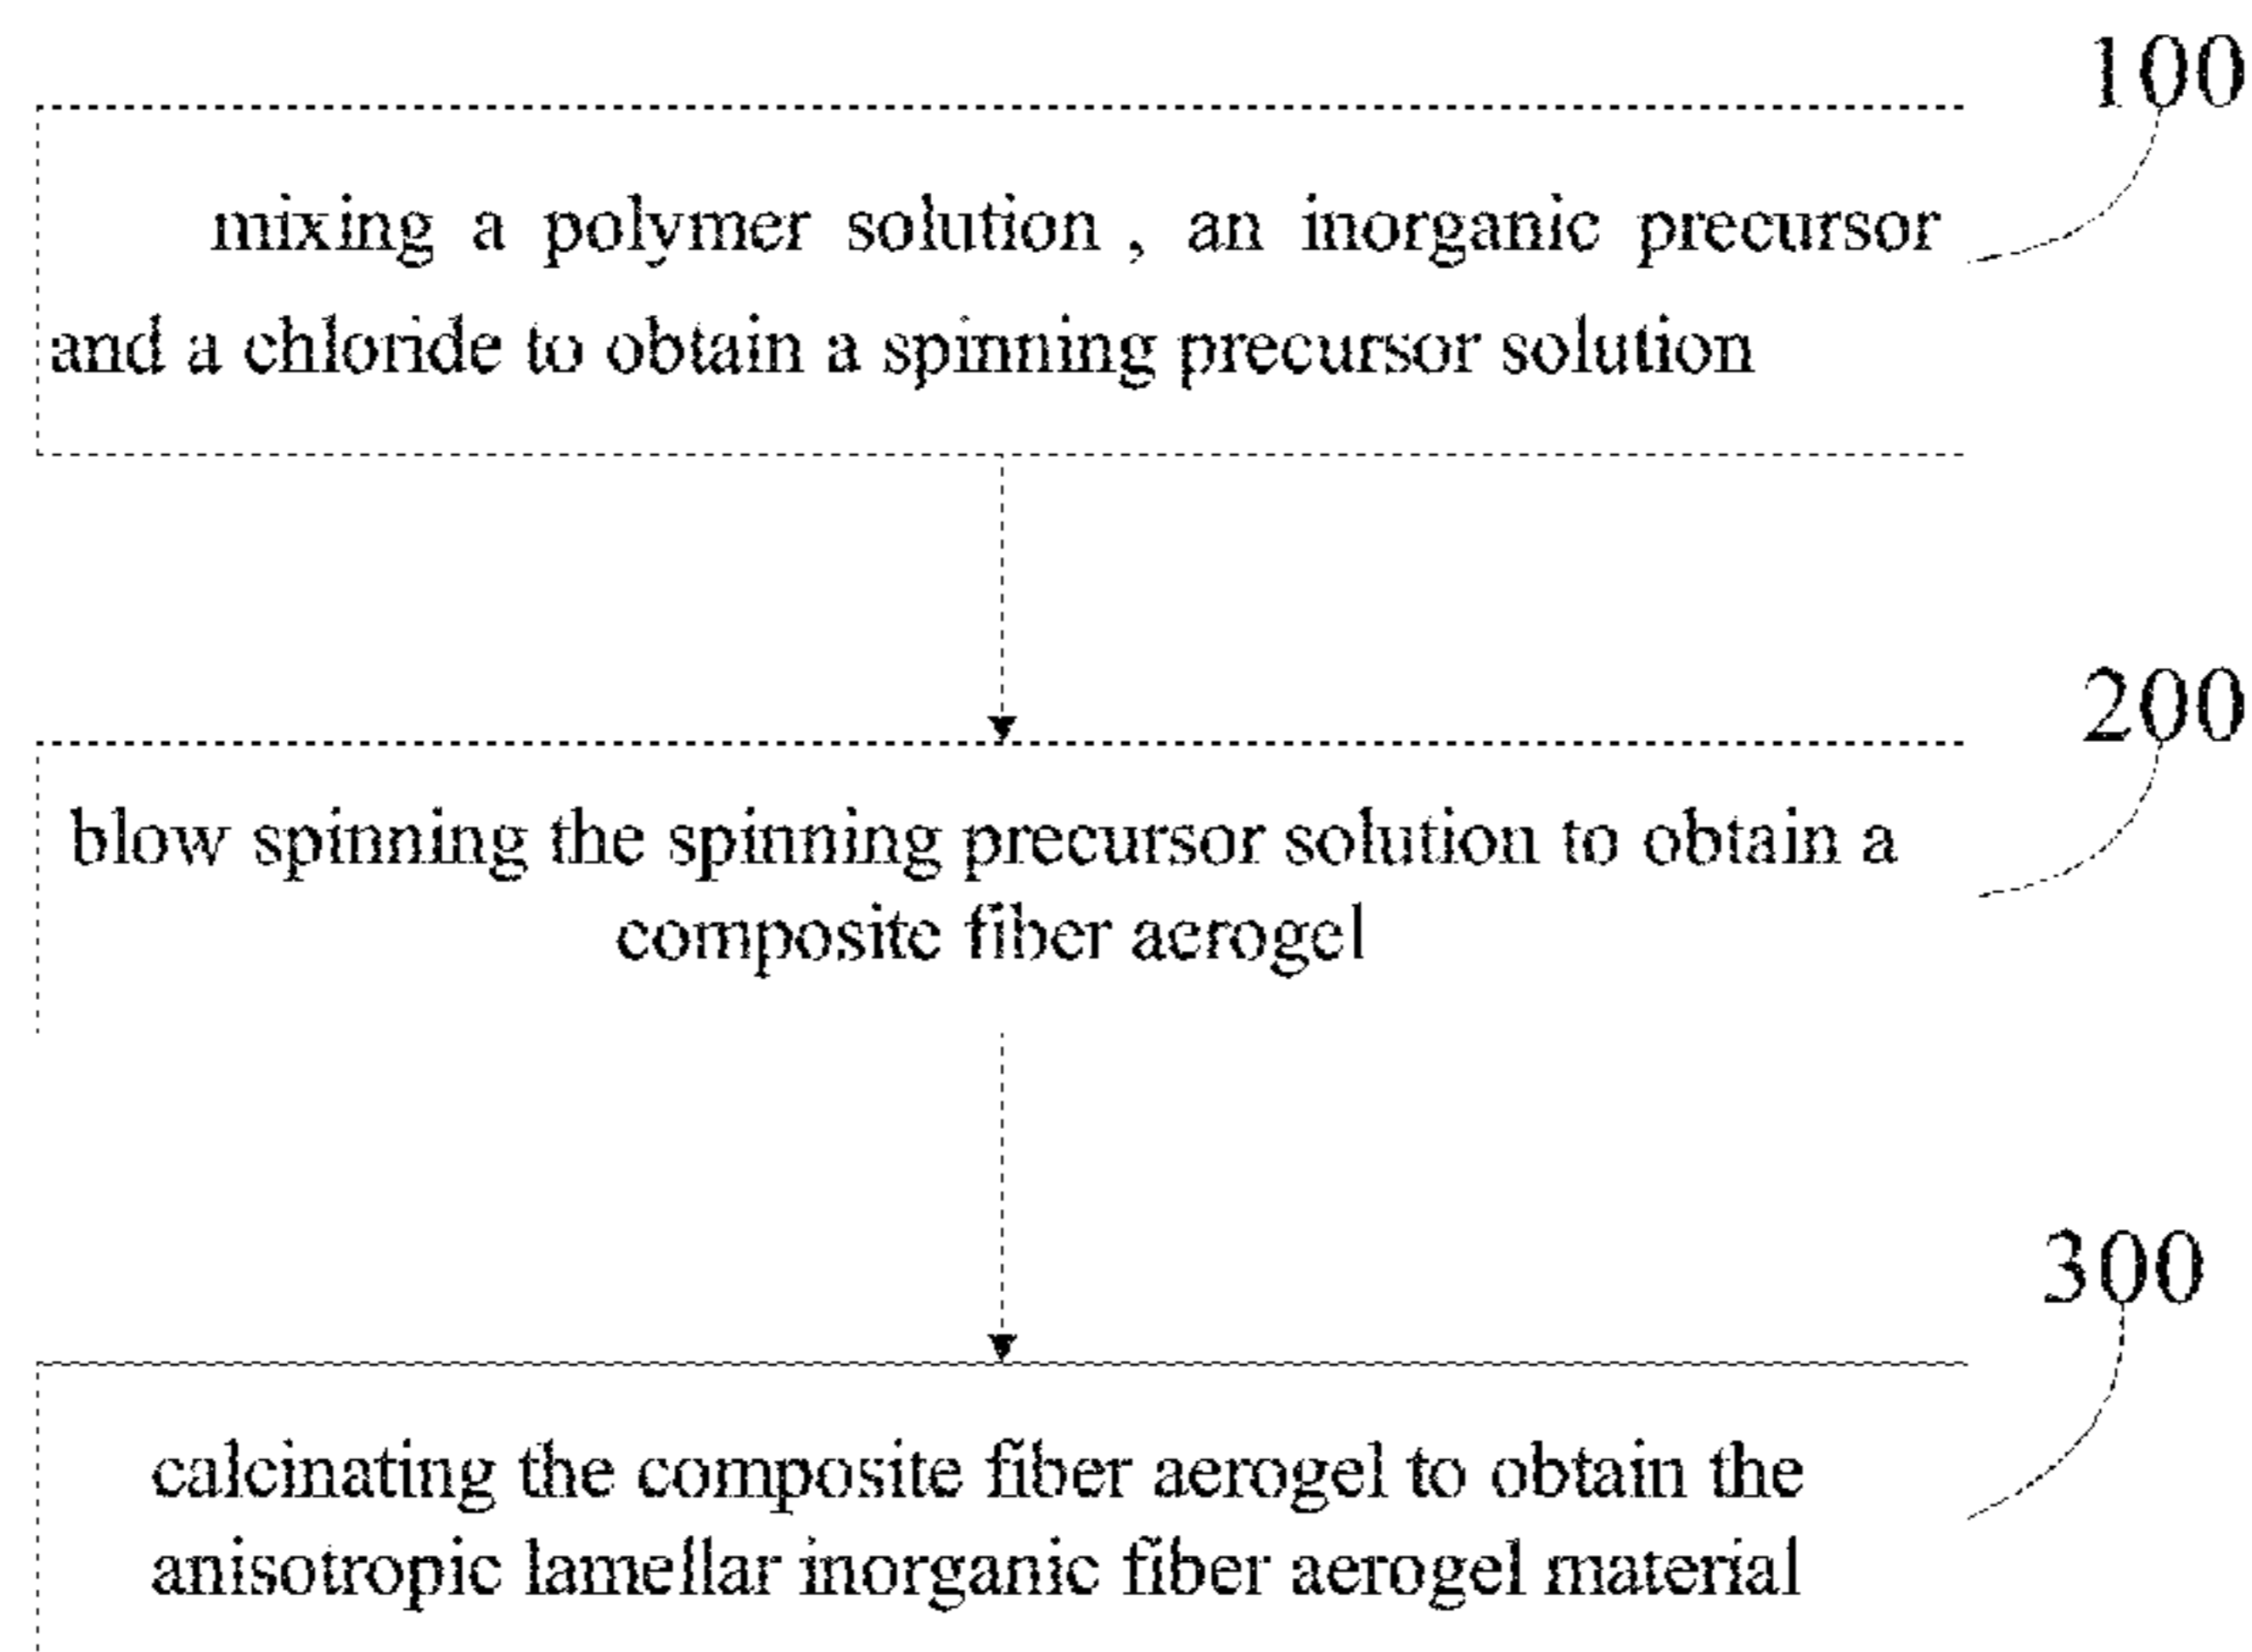 100
mixing a polymer solution , an inorganic precursor
and a chloride to obtain a spinning precursor solution
200
blow spinning the spinning precursor solution to obtain a
composite fiber aerogel
300
calcinating the composite fiber aerogel to obtain the
anisotropic lamellar inorganic fiber aerogel material